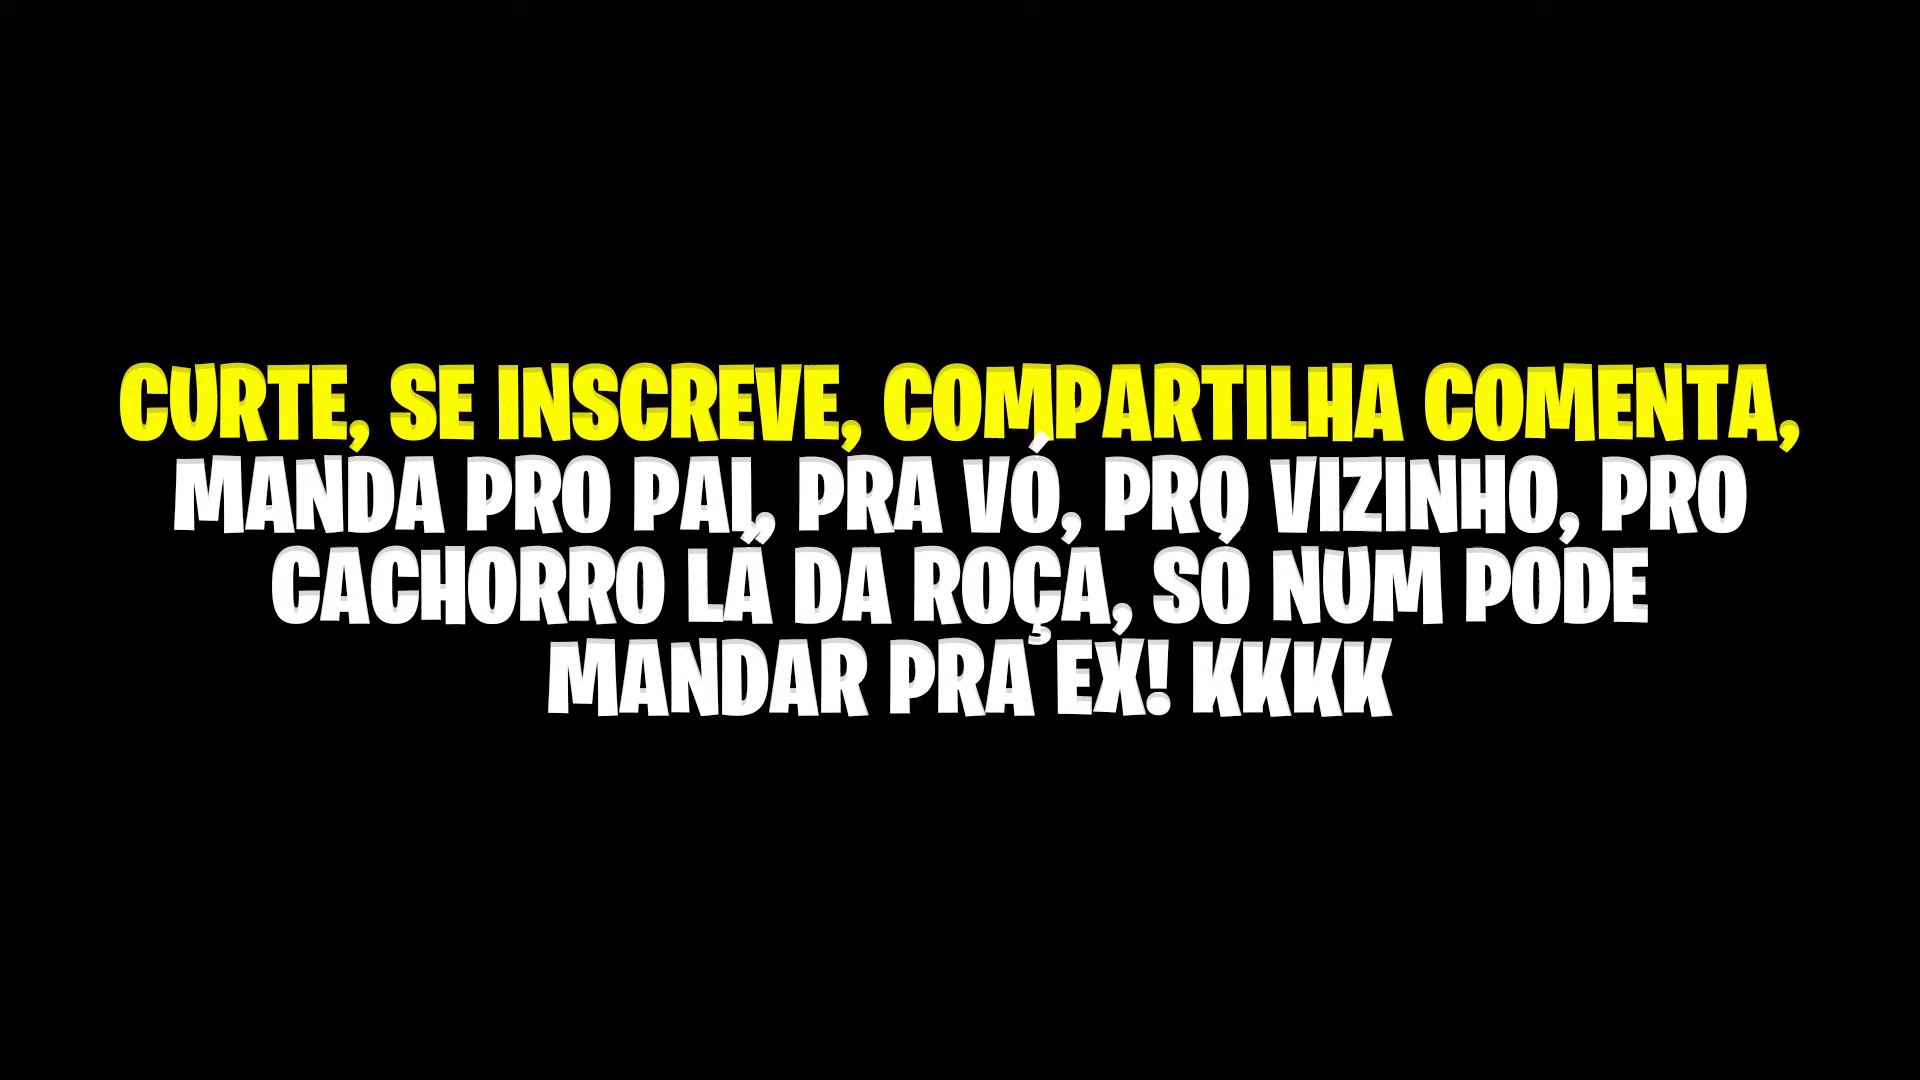 CURTE, SE INSCREVE, COMPARTILHA COMENTA,
MANDA PRO PAI, PRA VÓ, PRO VIZINHO, PRO
CACHORRO LÁ DA ROÇA, SÓ NUM PODE
MANDAR PRA EX! KKKK